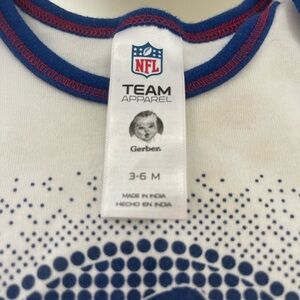 NFL
TEAM
APPAREL
Gerber.
3-6 M
MADE IN INDIA
HECHO EN INDIA